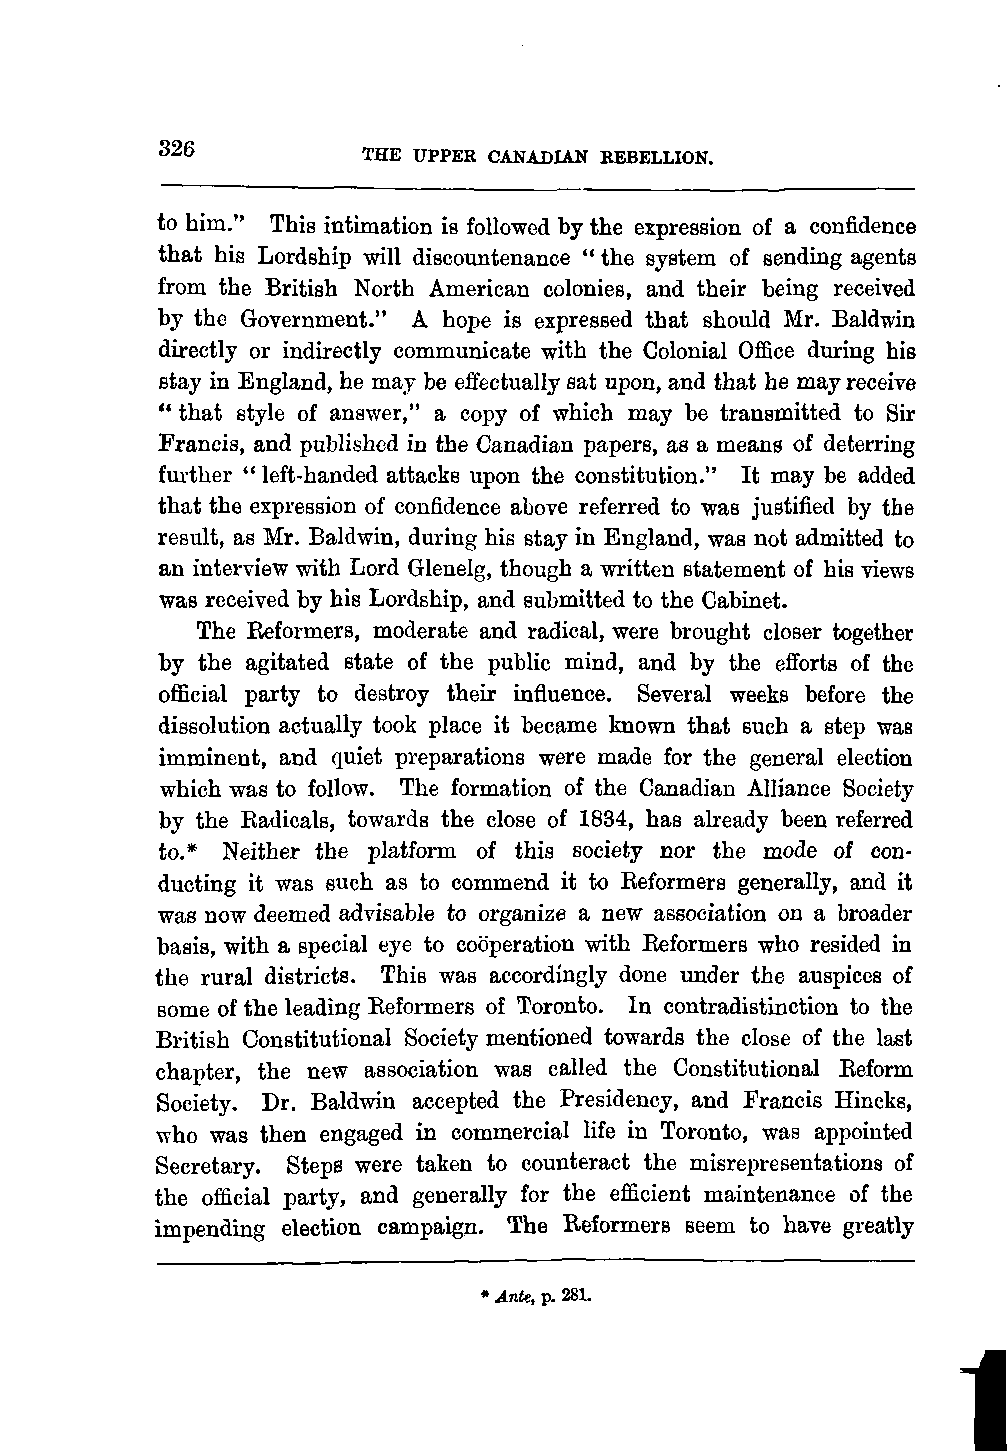 326
THE UPPER CANADIAN REBELLION.
to him." This intimation is followed by the expression of a confidence
that his Lordship will discountenance "the system of sending agents
from the British North American colonies, and their being received
by the Government." A hope is expressed that should Mr. Baldwin
directly or indirectly communicate with the Colonial Office during his
stay in England, he may be effectually sat upon, and that he may receive
"that style of answer," a copy of which may be transmitted to Sir
Francis, and published in the Canadian papers, as a means of deterring
further "left-handed attacks upon the constitution." It may be added
that the expression of confidence above referred to was justified by the
result, as Mr. Baldwin, during his stay in England, was not admitted to
an interview with Lord Glenelg, though a written statement of his views
was received by his Lordship, and submitted to the Cabinet.
The Reformers, moderate and radical, were brought closer together
by the agitated state of the public mind, and by the efforts of the
official party to destroy their influence. Several weeks before the
dissolution actually took place it became known that such a step was
imminent, and quiet preparations were made for the general election
which was to follow. The formation of the Canadian Alliance Society
by the Radicals, towards the close of 1834, has already been referred
to.* Neither the platform of this society nor the mode of con-
ducting it was such as to commend it to Reformers generally, and it
was now deemed advisable to organize a new association on a broader
basis, with a special eye to coöperation with Reformers who resided in
the rural districts. This was accordingly done under the auspices of
some of the leading Reformers of Toronto. In contradistinction to the
British Constitutional Society mentioned towards the close of the last
chapter, the new association was called the Constitutional Reform
Society. Dr. Baldwin accepted the Presidency, and Francis Hincks,
who was then engaged in commercial life in Toronto, was appointed
Secretary. Steps were taken to counteract the misrepresentations of
the official party, and generally for the efficient maintenance of the
impending election campaign. The Reformers seem to have greatly
* Ante, p. 281.